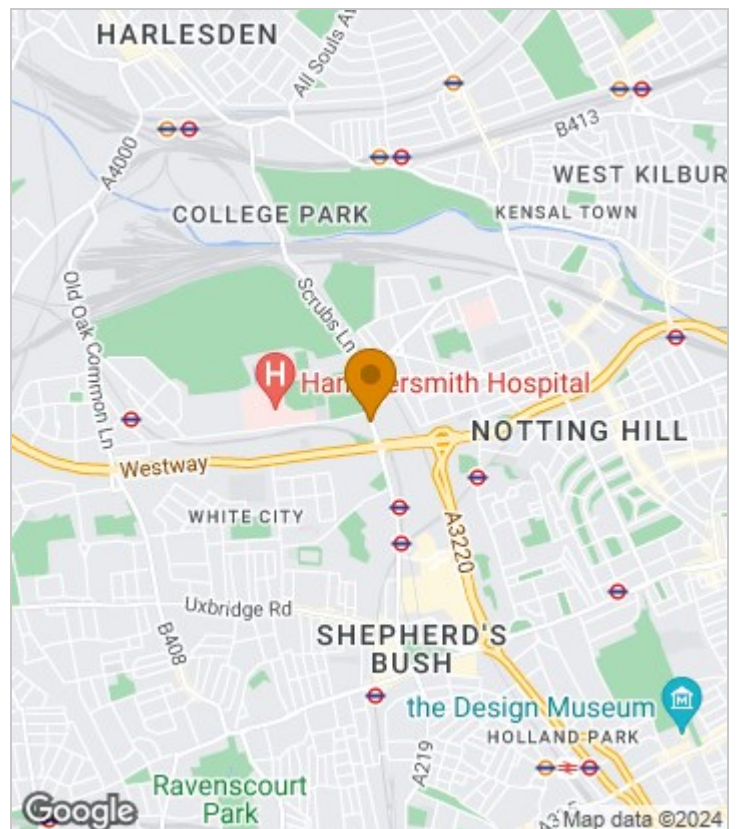 HARLESDEN
All Souls Av
B413
A4000
WEST KILBUR
COLLEGE PARK
KENSAL TOWN
Old Oak Common Ln
Scrubs Ln
H
Hammersmith Hospital
NOTTING HILL
Westway
WHITE CITY
A3220
Uxbridge Rd
B408
SHEPHERD'S
BUSH
the Design Museum
HOLLAND PARK
A219
Ravenscourt
Park
Google
Map data ©2024